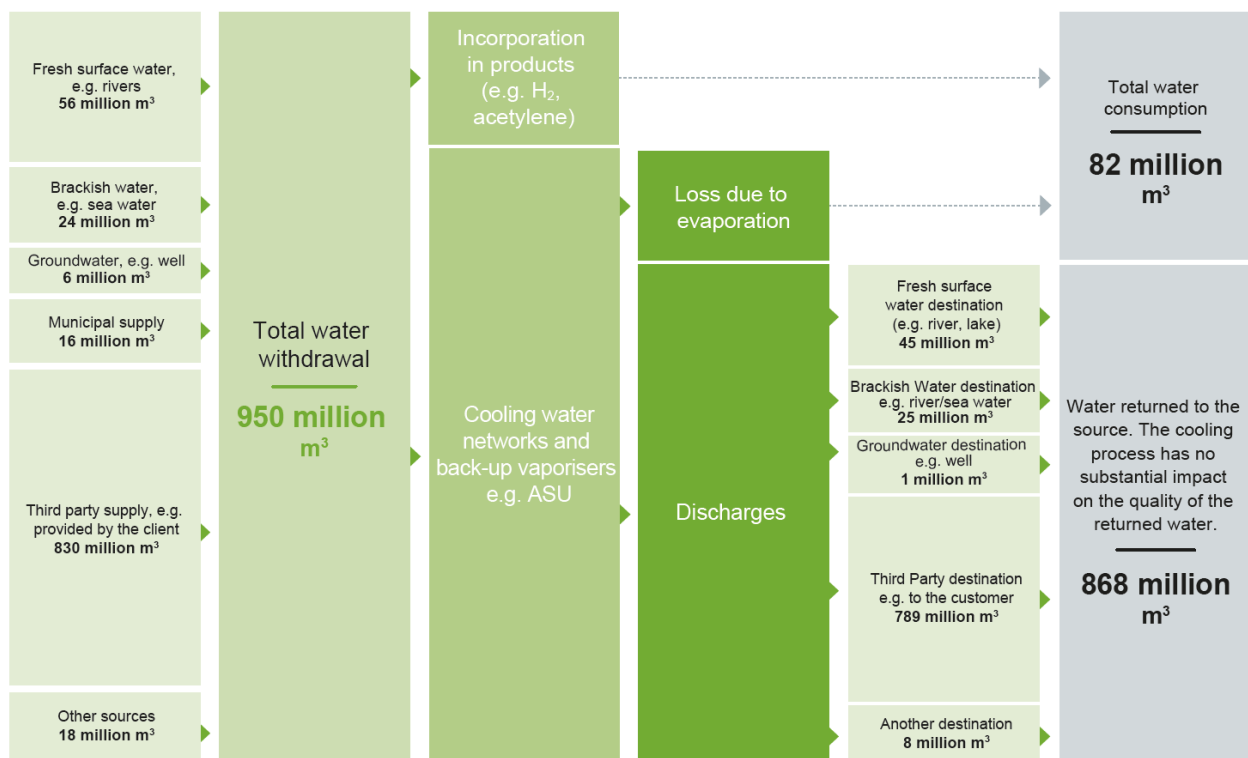 Fresh surface water,
e.g. rivers
56 million m³
Brackish water,
e.g. sea water
24 million m³
Groundwater, e.g. well
6 million m³
Municipal supply
16 million m³
Third party supply, e.g.
provided by the client
830 million m³
Other sources
18 million m³
Total water
withdrawal
950 million
m³
Incorporation
in products
(e.g. H₂,
acetylene)
Cooling water
networks and
back-up vaporisers
e.g. ASU
Loss due to
evaporation
Discharges
Fresh surface
water destination
(e.g. river, lake)
45 million m³
Brackish Water destination
e.g. river/sea water
25 million m³
Groundwater destination
e.g. well
1 million m³
Third Party destination
e.g. to the customer
789 million m³
Another destination
8 million m³
Total water
consumption
82 million
m³
Water returned to the
source. The cooling
process has no
substantial impact
on the quality of the
returned water.
868 million
m³